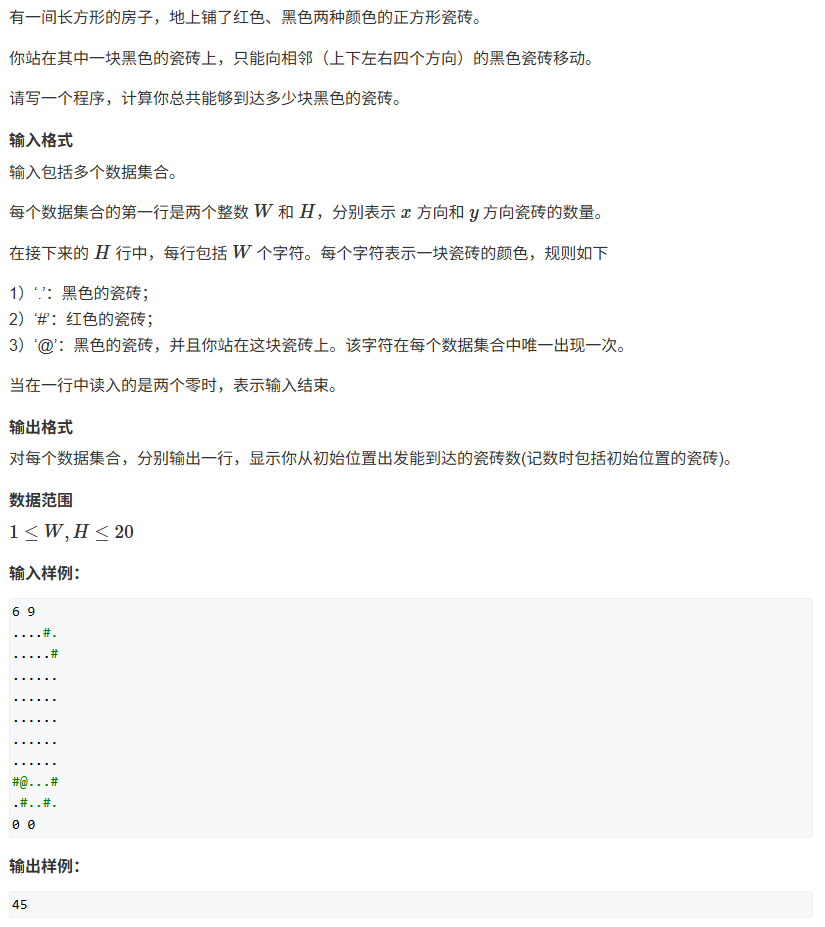 有一间长方形的房子，地上铺了红色、黑色两种颜色的正方形瓷砖。
你站在其中一块黑色的瓷砖上，只能向相邻（上下左右四个方向）的黑色瓷砖移动。
请写一个程序，计算你总共能够到达多少块黑色的瓷砖。
输入格式
输入包括多个数据集合。
每个数据集合的第一行是两个整数 W 和 H，分别表示 x 方向和 y 方向瓷砖的数量。
在接下来的 H 行中，每行包括 W 个字符。每个字符表示一块瓷砖的颜色，规则如下
1）‘.’：黑色的瓷砖；
2）‘#’：红色的瓷砖；
3）‘@’：黑色的瓷砖，并且你站在这块瓷砖上。该字符在每个数据集合中唯一出现一次。
当在一行中读入的是两个零时，表示输入结束。
输出格式
对每个数据集合，分别输出一行，显示你从初始位置出发能到达的瓷砖数(记数时包括初始位置的瓷砖)。
数据范围
1 ≤ W, H ≤ 20
输入样例：
6 9
....#.
.....#
......
......
......
......
......
#@...#
.#..#.
0 0
输出样例：
45